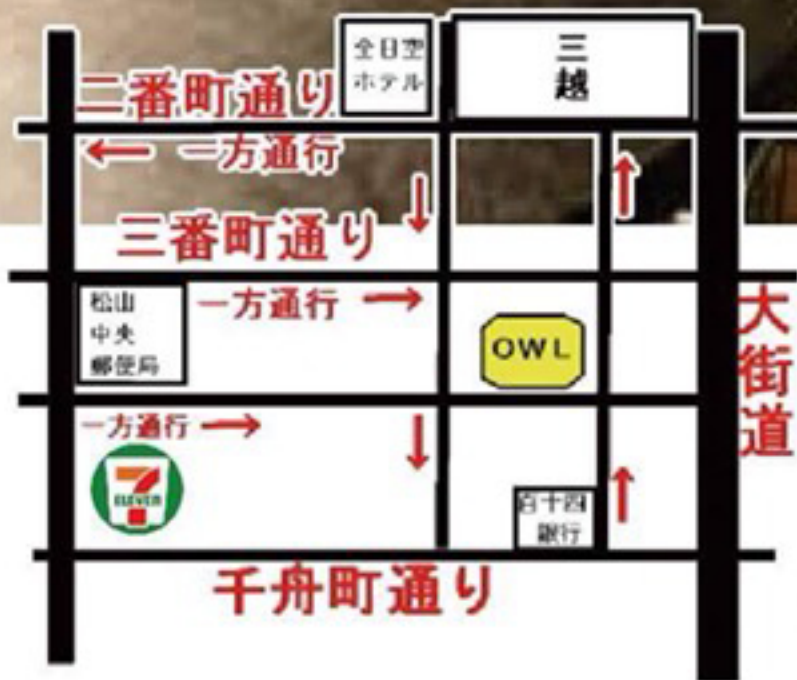 全日空
ホテル
三越
二番町通り
一方通行
三番町通り
松山
中央
郵便局
一方通行
OWL
大街道
一方通行
7
ELEVEN
百十四
銀行
千舟町通り